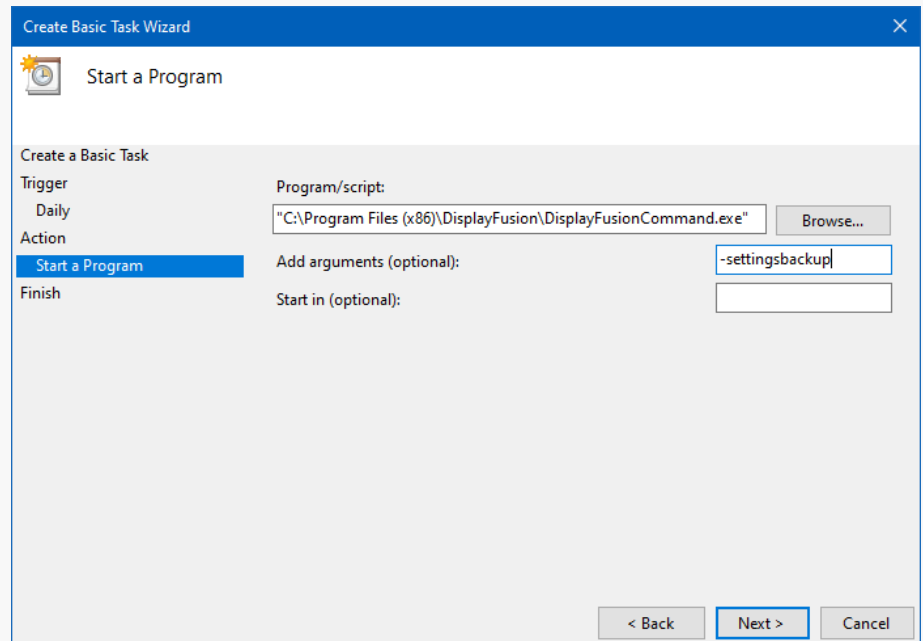 Create Basic Task Wizard
Start a Program
Create a Basic Task
Trigger
Daily
Action
Start a Program
Finish
Program/script:
"C:\Program Files (x86)\DisplayFusion\DisplayFusionCommand.exe"
Browse...
Add arguments (optional):
-settingsbackup
Start in (optional):
< Back
Next >
Cancel